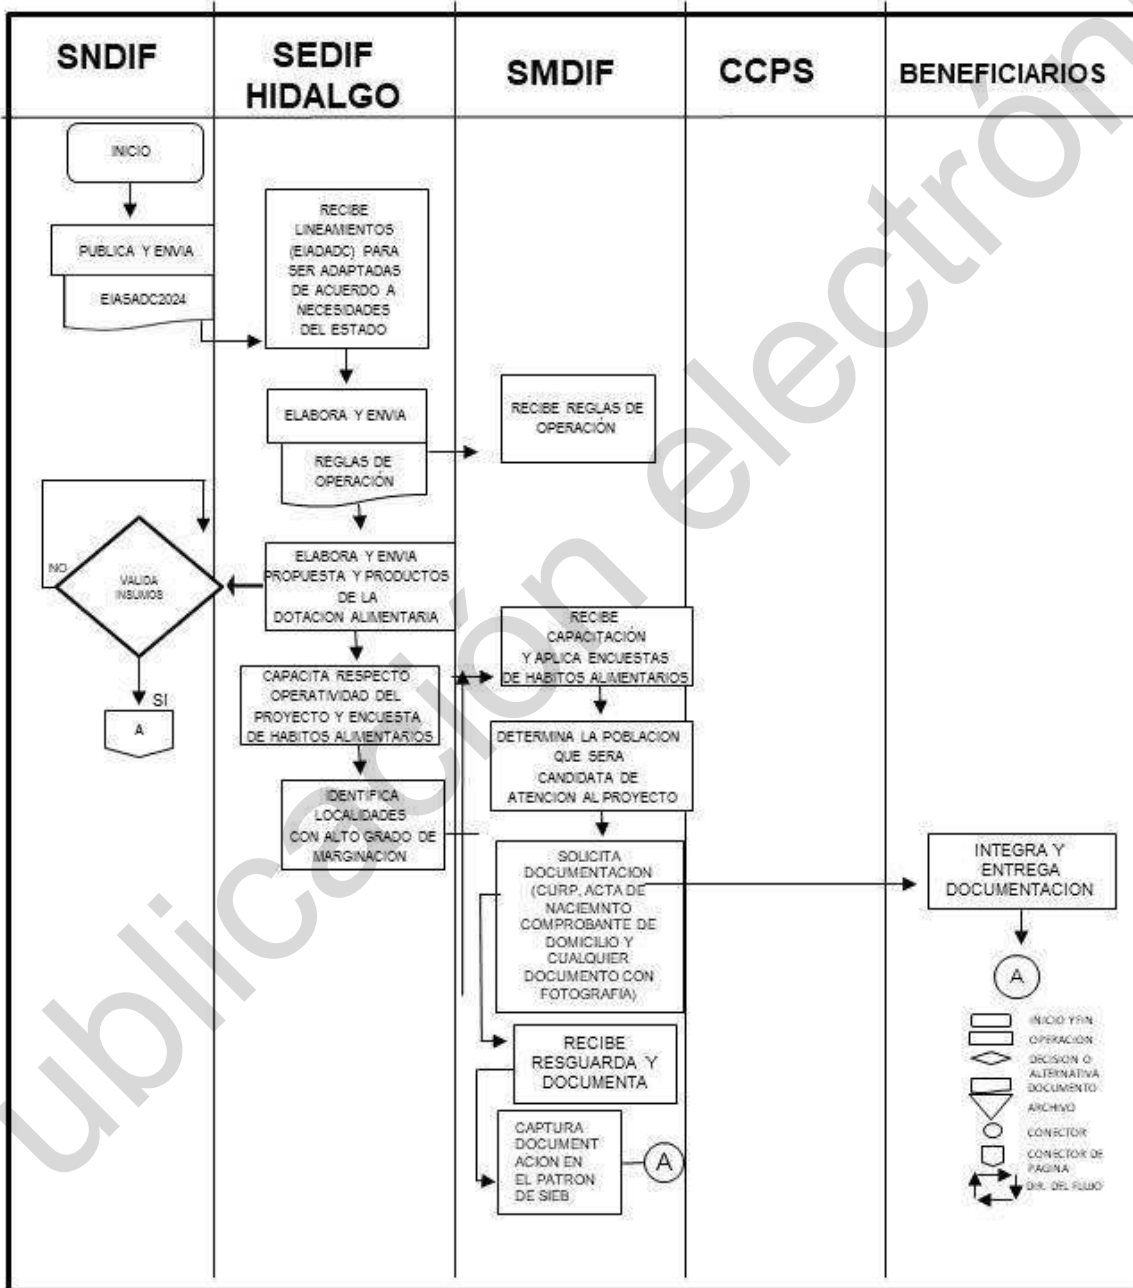 SNDIF
SEDIF
HIDALGO
SMDIF
CCPS
BENEFICIARIOS
INICIO
PUBLICA Y ENVIA
EIASADC2024
RECIBE
LINEAMIENTOS
(EIADADC) PARA
SER ADAPTADAS
DE ACUERDO A
NECESIDADES
DEL ESTADO
ELABORA Y ENVIA
REGLAS DE
OPERACIÓN
RECIBE REGLAS DE
OPERACIÓN
NO
VALIDA
INSUMOS
SI
A
ELABORA Y ENVIA
PROPUESTA Y PRODUCTOS
DE LA
DOTACION ALIMENTARIA
CAPACITA RESPECTO
OPERATIVIDAD DEL
PROYECTO Y ENCUESTA
DE HABITOS ALIMENTARIOS
IDENTIFICA
LOCALIDADES
CON ALTO GRADO DE
MARGINACION
RECIBE
CAPACITACIÓN
Y APLICA ENCUESTAS
DE HABITOS ALIMENTARIOS
DETERMINA LA POBLACION
QUE SERA
CANDIDATA DE
ATENCION AL PROYECTO
SOLICITA
DOCUMENTACION
(CURP, ACTA DE
NACIEMNTO
COMPROBANTE DE
DOMICILIO Y
CUALQUIER
DOCUMENTO CON
FOTOGRAFIA)
RECIBE
RESGUARDA Y
DOCUMENTA
CAPTURA
DOCUMENT
ACION EN
EL PATRON
DE SIEB
A
INTEGRA Y
ENTREGA
DOCUMENTACION
A
INICIO Y FIN
OPERACION
DECISION O
ALTERNATIVA
DOCUMENTO
ARCHIVO
CONECTOR
CONECTOR DE
PAGINA
DIR. DEL FLUJO
ublicación electrón